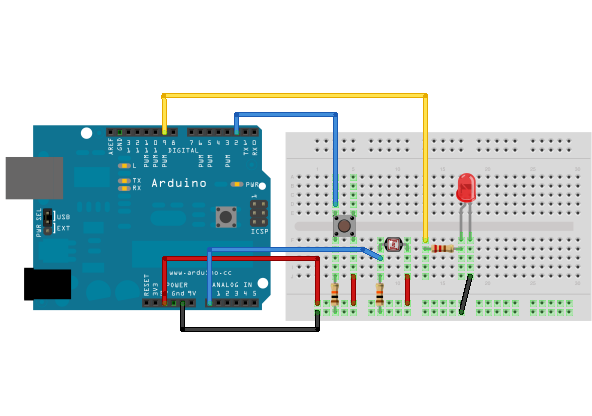 AREF
GND
13
12
11
10
9
8
7
6
5
4
3
2
1
0
PWM
PWM
PWM
PWM
PWM
PWM
TX
RX
DIGITAL
L
TX
RX
Arduino
PWR
USB
EXT
PWR SEL
1
ICSP
www.arduino.cc
RESET
3V3
POWER
Gnd 9V
ANALOG IN
1 2 3 4 5